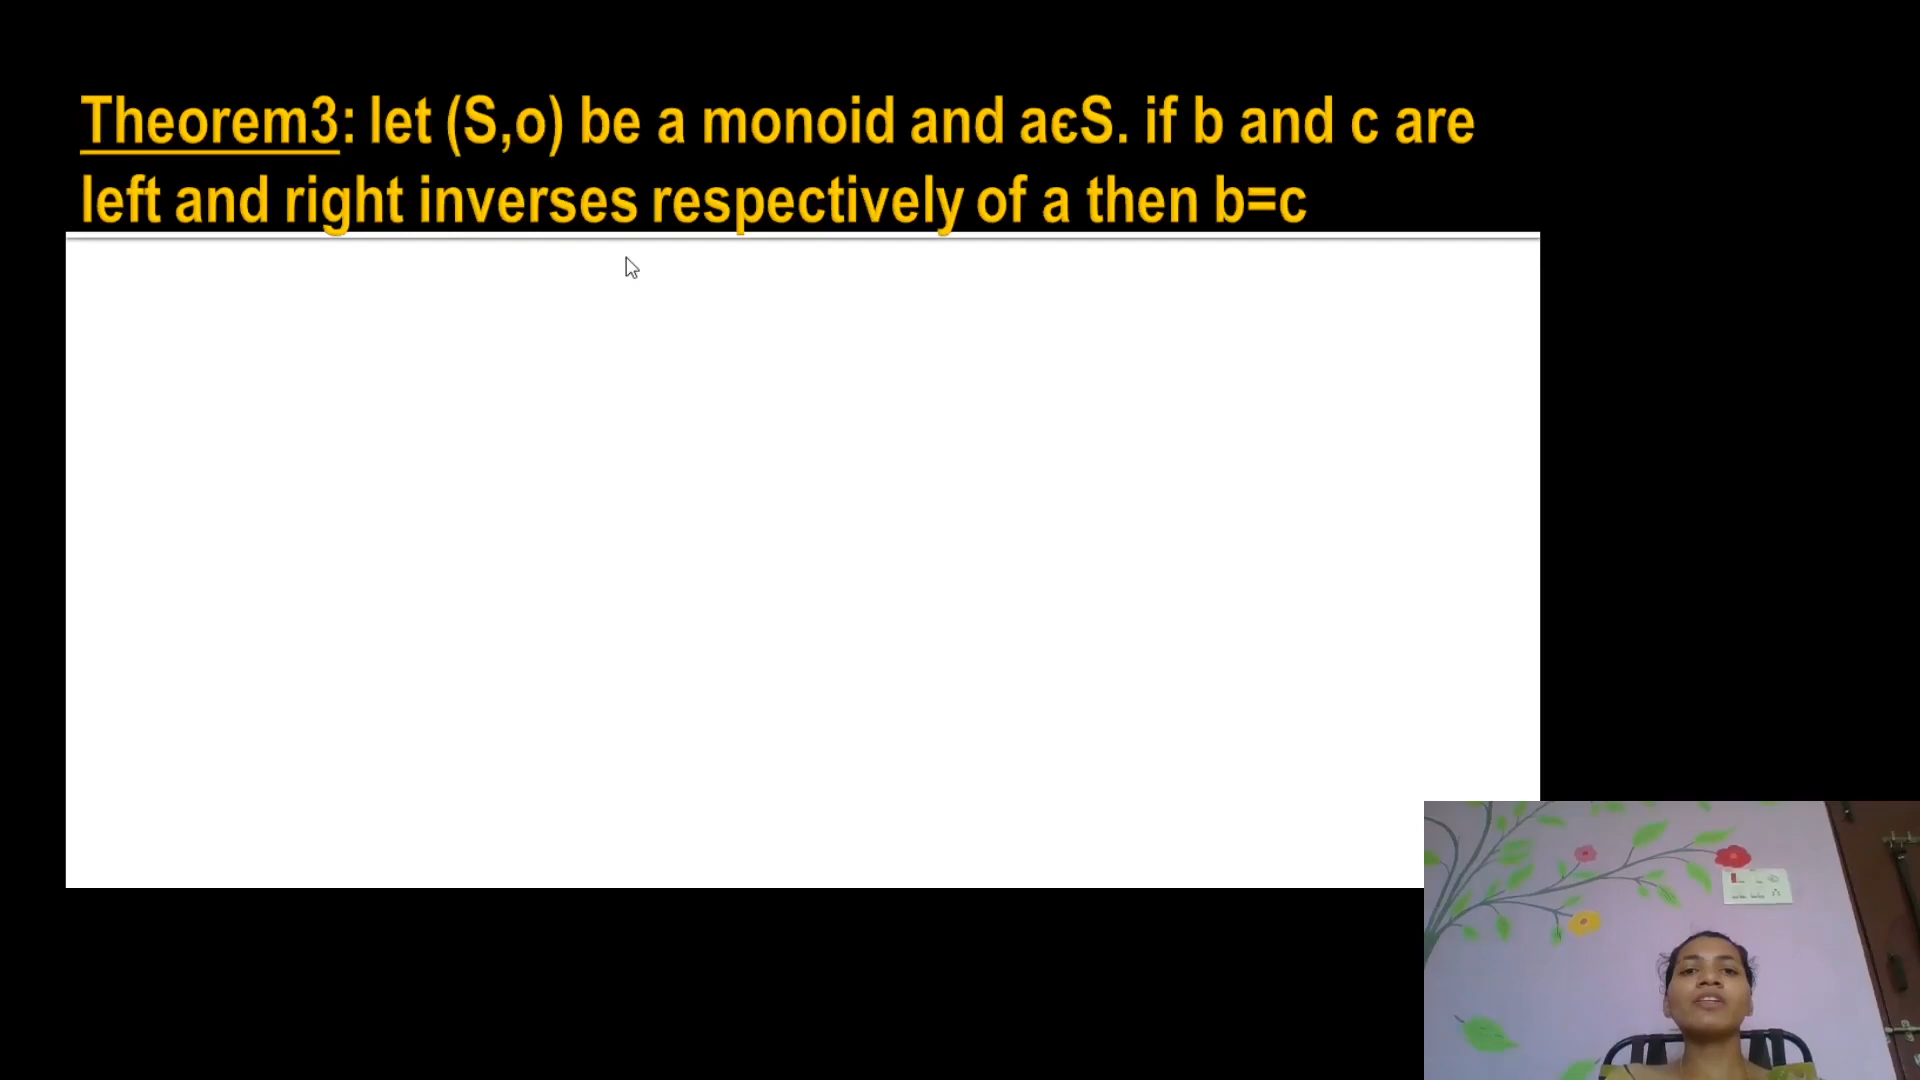 Theorem3: let (S,o) be a monoid and aєS. if b and c are
left and right inverses respectively of a then b=c